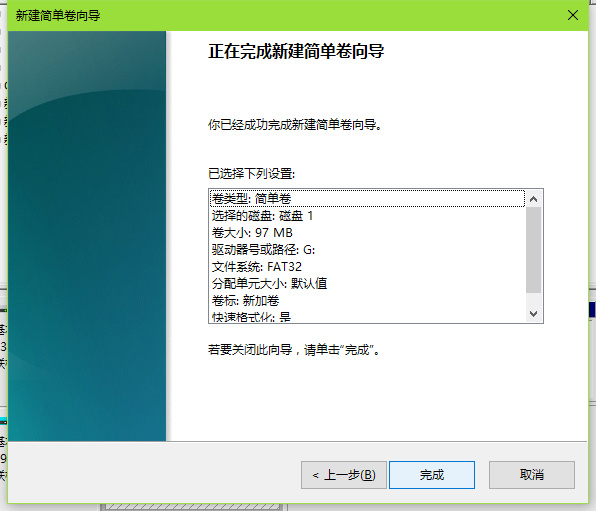 新建简单卷向导
正在完成新建简单卷向导
你已经成功完成新建简单卷向导。
已选择下列设置:
卷类型: 简单卷
选择的磁盘: 磁盘 1
卷大小: 97 MB
驱动器号或路径: G:
文件系统: FAT32
分配单元大小: 默认值
卷标: 新加卷
快速格式化: 是
若要关闭此向导，请单击“完成”。
< 上一步(B)
完成
取消